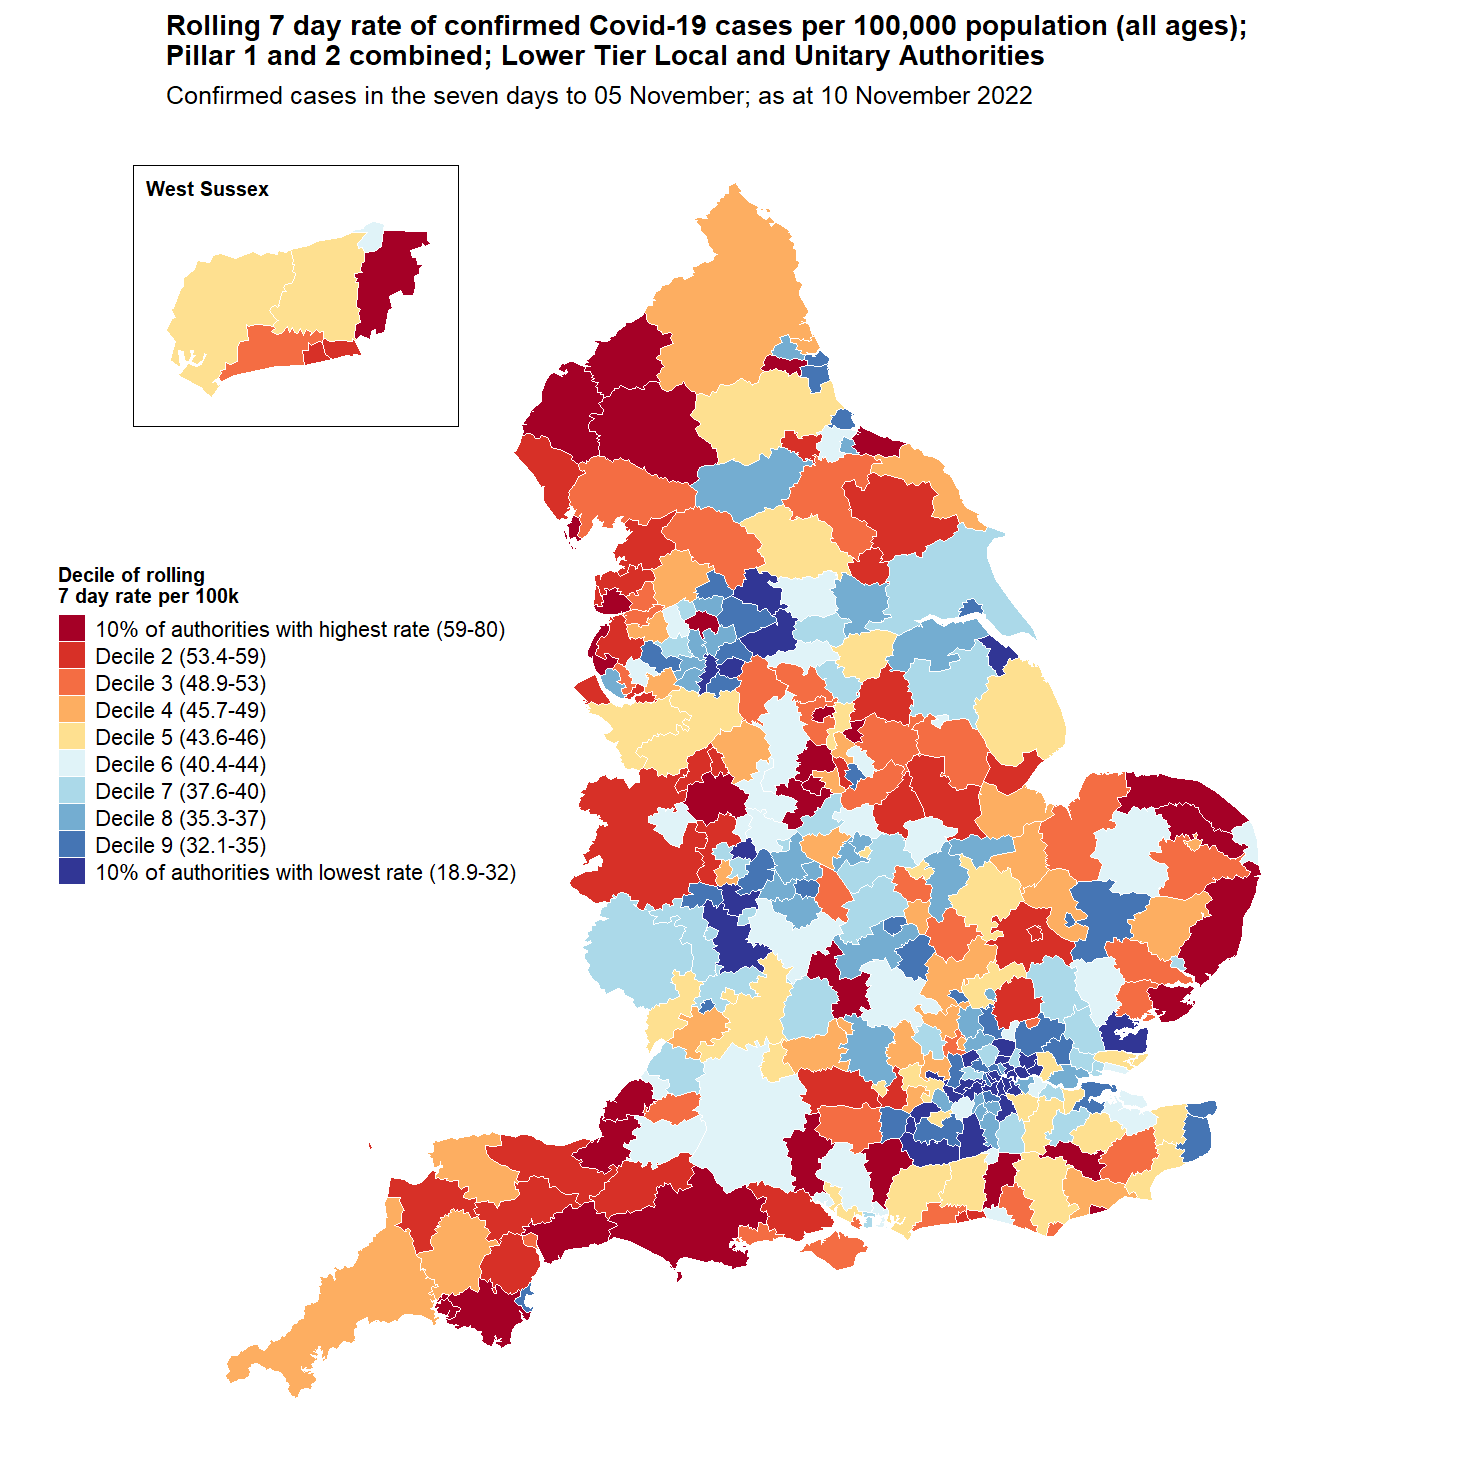 Rolling 7 day rate of confirmed Covid-19 cases per 100,000 population (all ages);
Pillar 1 and 2 combined; Lower Tier Local and Unitary Authorities
Confirmed cases in the seven days to 05 November; as at 10 November 2022
West Sussex
Decile of rolling
7 day rate per 100k
10% of authorities with highest rate (59-80)
Decile 2 (53.4-59)
Decile 3 (48.9-53)
Decile 4 (45.7-49)
Decile 5 (43.6-46)
Decile 6 (40.4-44)
Decile 7 (37.6-40)
Decile 8 (35.3-37)
Decile 9 (32.1-35)
10% of authorities with lowest rate (18.9-32)